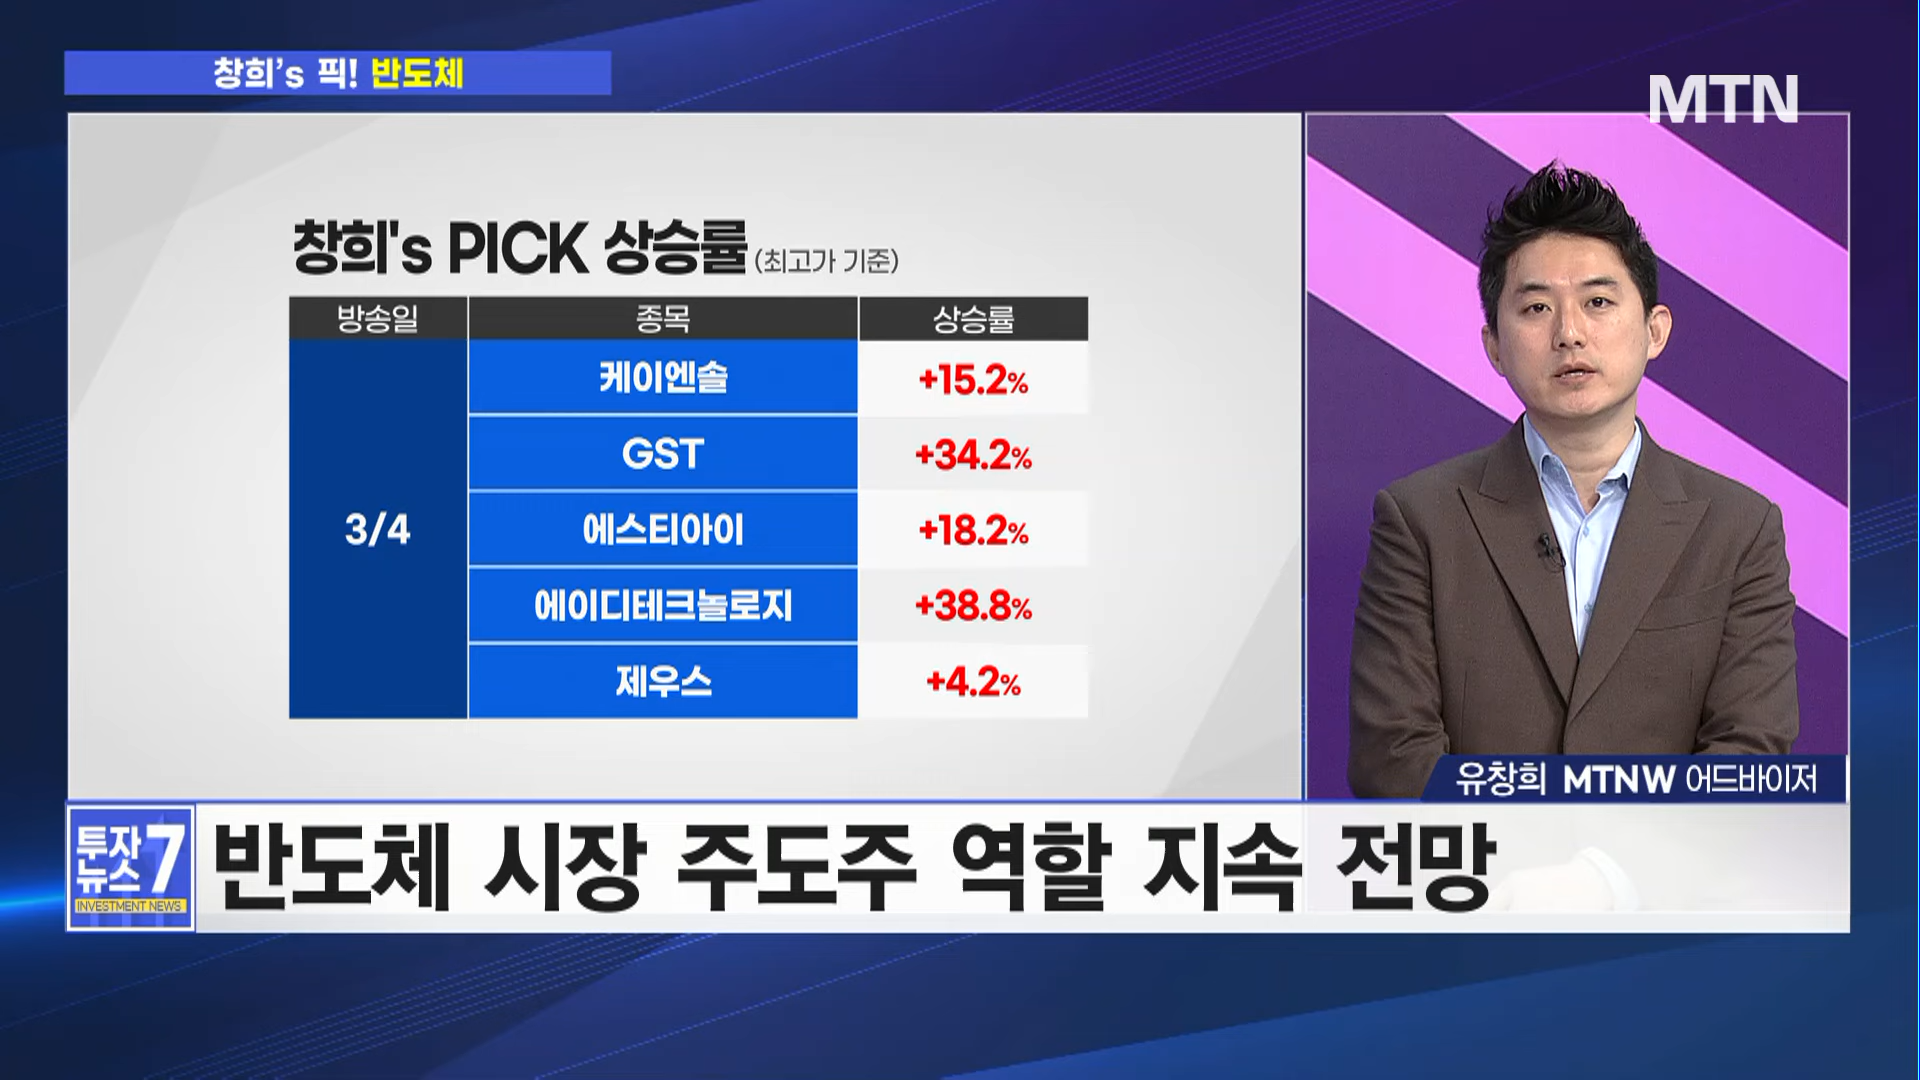 창희's 픽! 반도체
MTN
창희's PICK 상승률 (최고가 기준)
방송일 종목 상승률
3/4
케이엔솔 +15.2%
GST +34.2%
에스티아이 +18.2%
에이디테크놀로지 +38.8%
제우스 +4.2%
유창희 MTNW 어드바이저
투자
뉴스 7
INVESTMENT NEWS
반도체 시장 주도주 역할 지속 전망